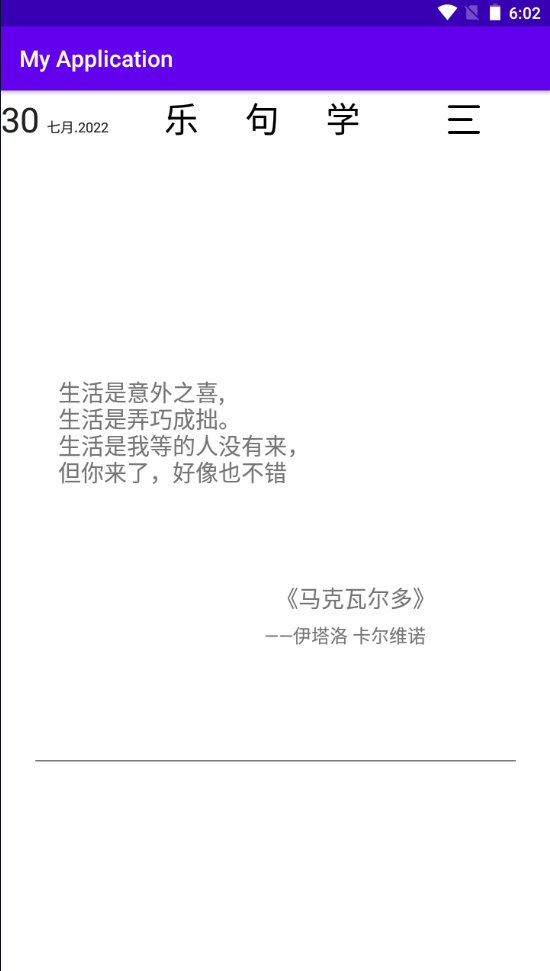 6:02
My Application
30 七月.2022 乐 句 学 三
生活是意外之喜,
生活是弄巧成拙。
生活是我等的人没有来，
但你来了，好像也不错
《马克瓦尔多》
——伊塔洛 卡尔维诺